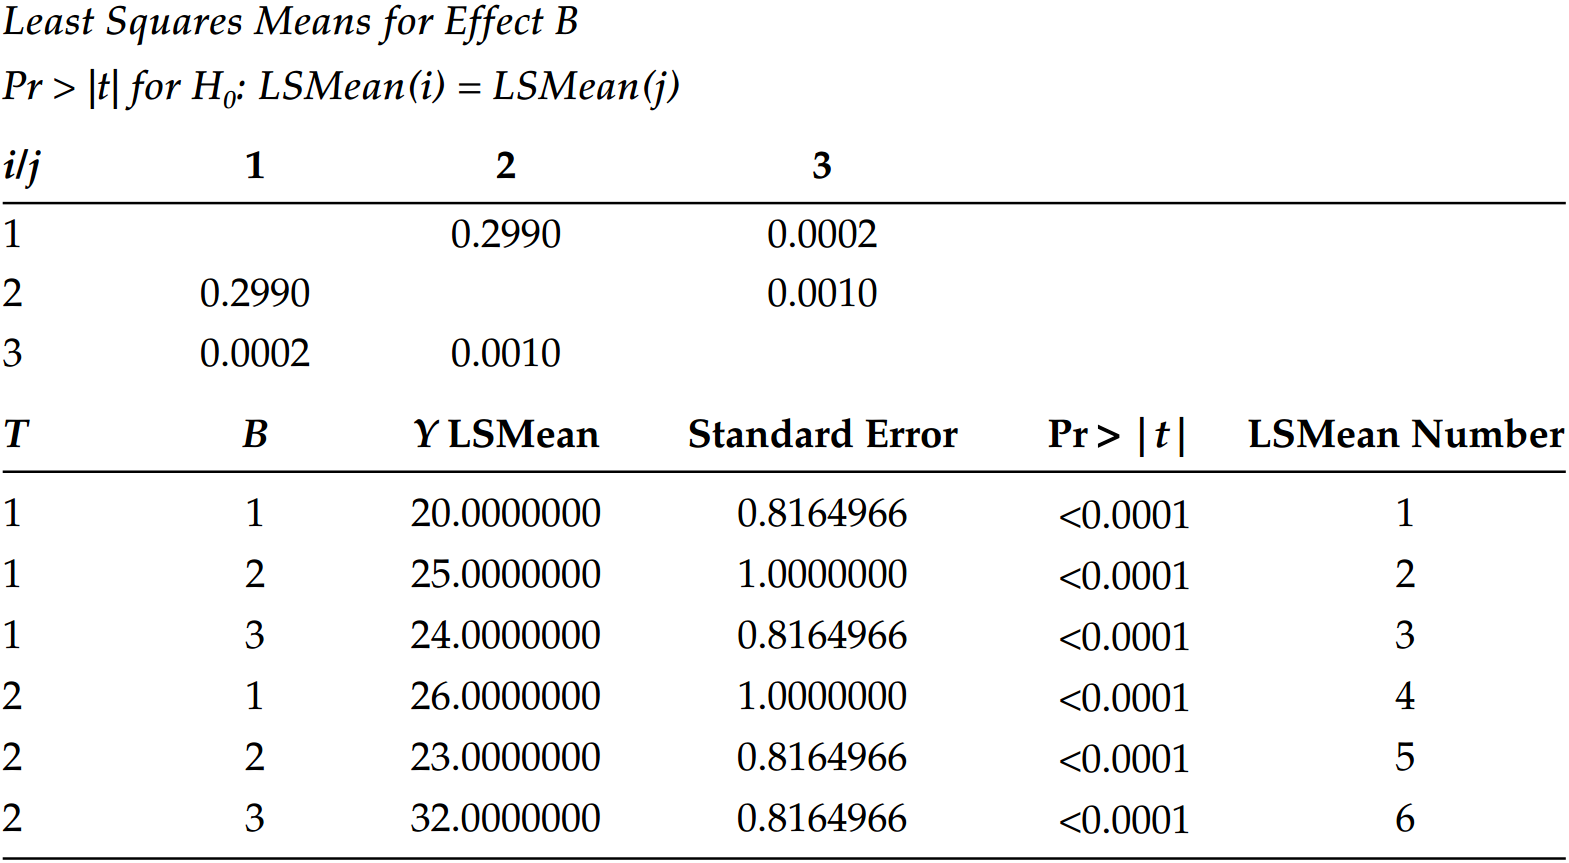 Least Squares Means for Effect B
Pr > |t| for H0: LSMean(i) = LSMean(j)
i/j 1 2 3
1 0.2990 0.0002
2 0.2990 0.0010
3 0.0002 0.0010
T B Y LSMean Standard Error Pr > |t| LSMean Number
1 1 20.0000000 0.8164966 <0.0001 1
1 2 25.0000000 1.0000000 <0.0001 2
1 3 24.0000000 0.8164966 <0.0001 3
2 1 26.0000000 1.0000000 <0.0001 4
2 2 23.0000000 0.8164966 <0.0001 5
2 3 32.0000000 0.8164966 <0.0001 6